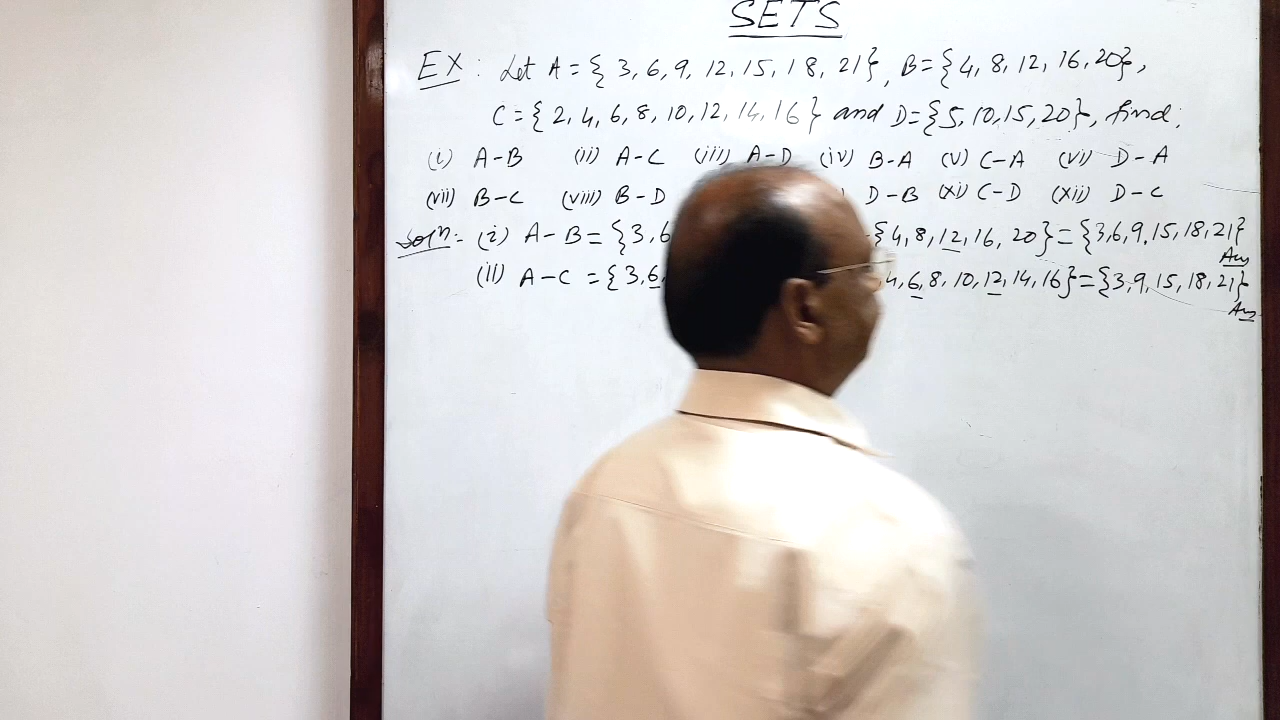 SETS
EX : Let A = { 3, 6, 9, 12, 15, 18, 21}, B = {4, 8, 12, 16, 20},
C = { 2, 4, 6, 8, 10, 12, 14, 16 } and D = {5, 10, 15, 20}, find:
(i) A - B (ii) A - C (iii) A - D (iv) B - A (v) C - A (vi) D - A
(vii) B - C (viii) B - D D - B (xi) C - D (xii) D - C
Soln:- (i) A - B = {3, 6 {4, 8, 12, 16, 20} = {3, 6, 9, 15, 18, 21} Ans
(ii) A - C = { 3, 6, 4, 6, 8, 10, 12, 14, 16} = {3, 9, 15, 18, 21} Ans